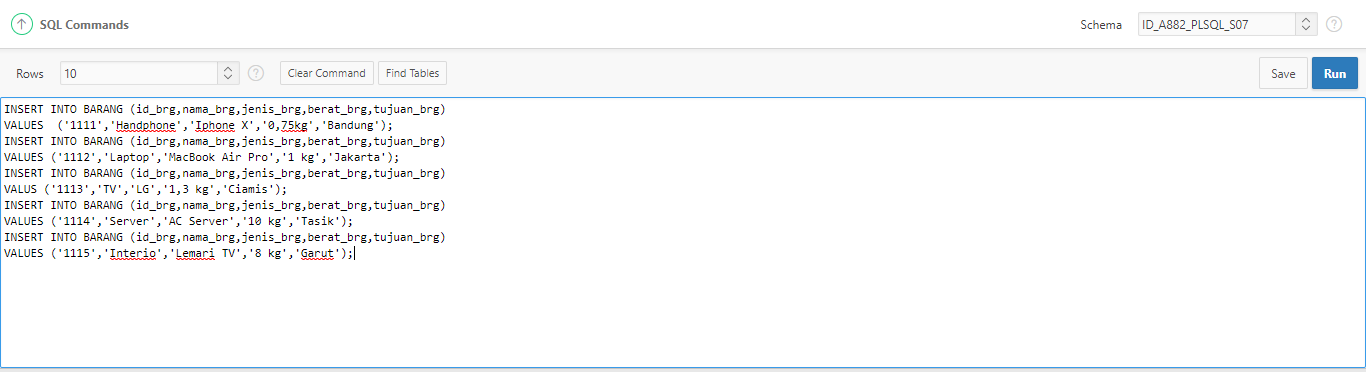 SQL Commands
Schema ID_A882_PLSQL_S07 ?
Rows 10 ? Clear Command Find Tables Save Run
INSERT INTO BARANG (id_brg,nama_brg,jenis_brg,berat_brg,tujuan_brg)
VALUES  ('1111','Handphone','Iphone X','0,75kg','Bandung');
INSERT INTO BARANG (id_brg,nama_brg,jenis_brg,berat_brg,tujuan_brg)
VALUES ('1112','Laptop','MacBook Air Pro','1 kg','Jakarta');
INSERT INTO BARANG (id_brg,nama_brg,jenis_brg,berat_brg,tujuan_brg)
VALUS ('1113','TV','LG','1,3 kg','Ciamis');
INSERT INTO BARANG (id_brg,nama_brg,jenis_brg,berat_brg,tujuan_brg)
VALUES ('1114','Server','AC Server','10 kg','Tasik');
INSERT INTO BARANG (id_brg,nama_brg,jenis_brg,berat_brg,tujuan_brg)
VALUES ('1115','Interio','Lemari TV','8 kg','Garut');